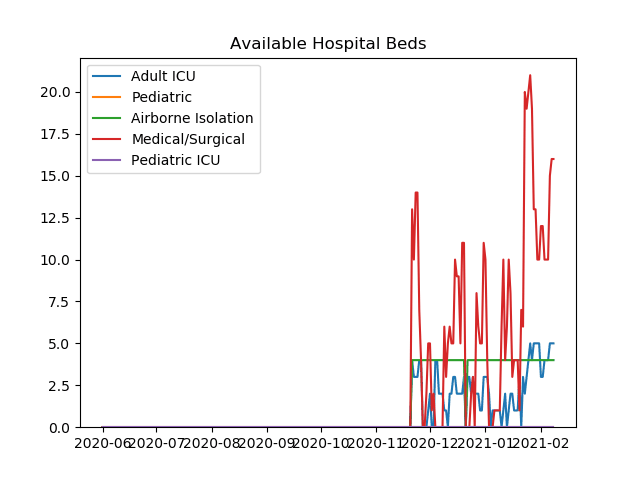 Available Hospital Beds
Adult ICU
Pediatric
Airborne Isolation
Medical/Surgical
Pediatric ICU
20.0
17.5
15.0
12.5
10.0
7.5
5.0
2.5
0.0
2020-06 2020-07 2020-08 2020-09 2020-10 2020-11 2020-12 2021-01 2021-02